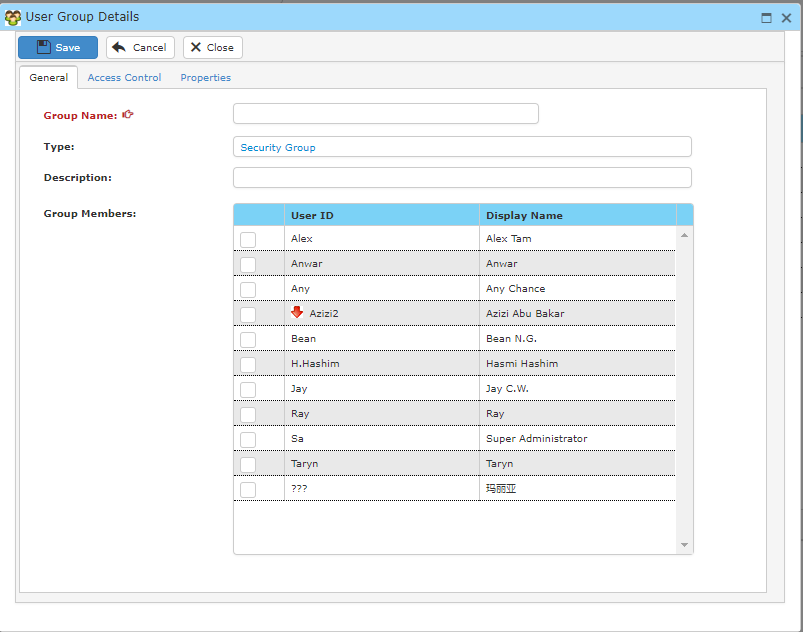 User Group Details
Save Cancel Close
General Access Control Properties
Group Name:
Type: Security Group
Description:
Group Members: User ID Display Name
Alex Alex Tam
Anwar Anwar
Any Any Chance
Azizi2 Azizi Abu Bakar
Bean Bean N.G.
H.Hashim Hasmi Hashim
Jay Jay C.W.
Ray Ray
Sa Super Administrator
Taryn Taryn
??? 玛丽亚